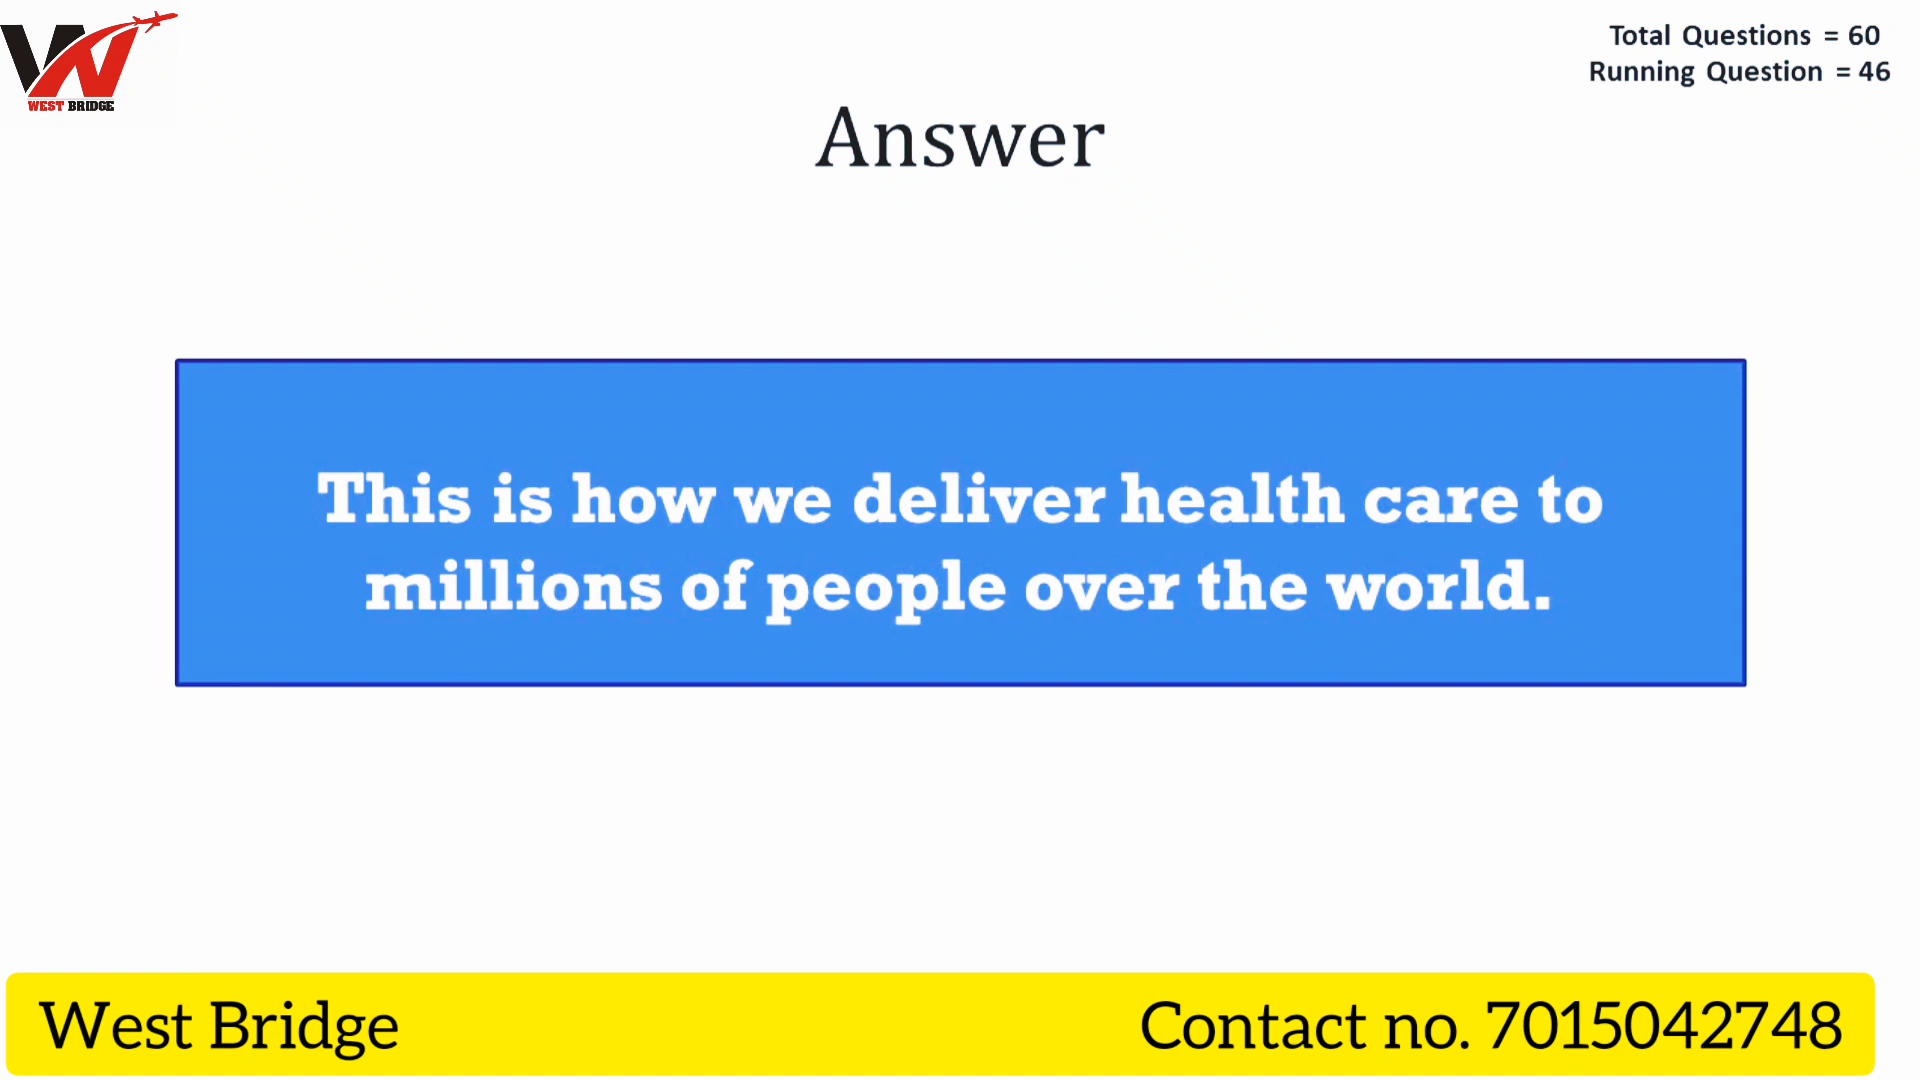 WEST BRIDGE
Total Questions = 60
Running Question = 46
Answer
This is how we deliver health care to
millions of people over the world.
West Bridge
Contact no. 7015042748